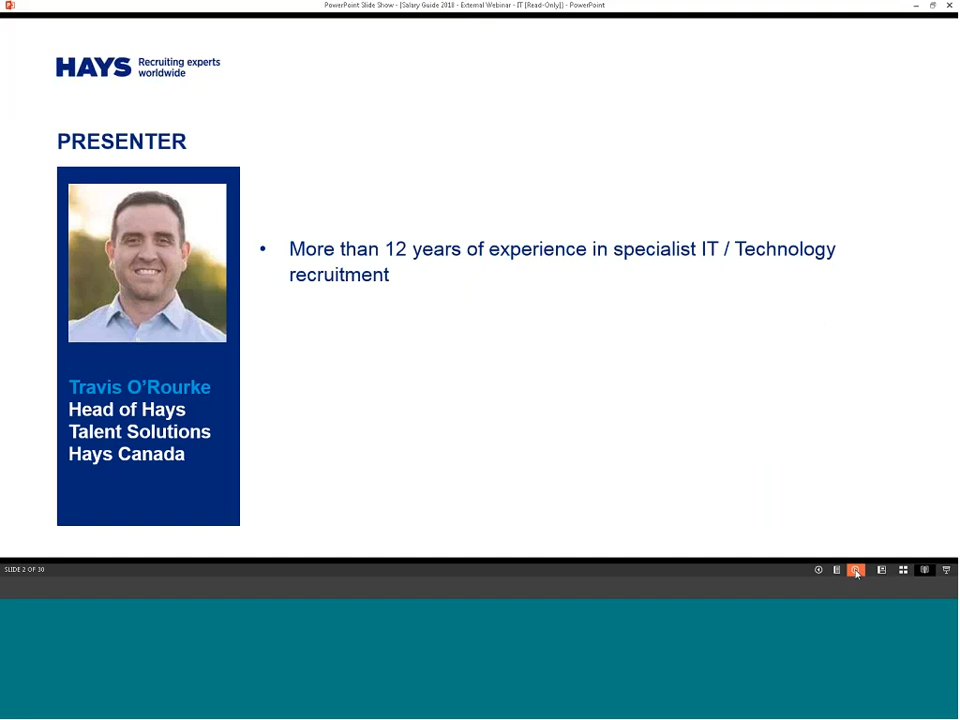 PowerPoint Slide Show - [Salary Guide 2018 - External Webinar - IT [Read-Only]] - PowerPoint
HAYS Recruiting experts
worldwide
PRESENTER
• More than 12 years of experience in specialist IT / Technology
recruitment
Travis O’Rourke
Head of Hays
Talent Solutions
Hays Canada
SLIDE 2 OF 30